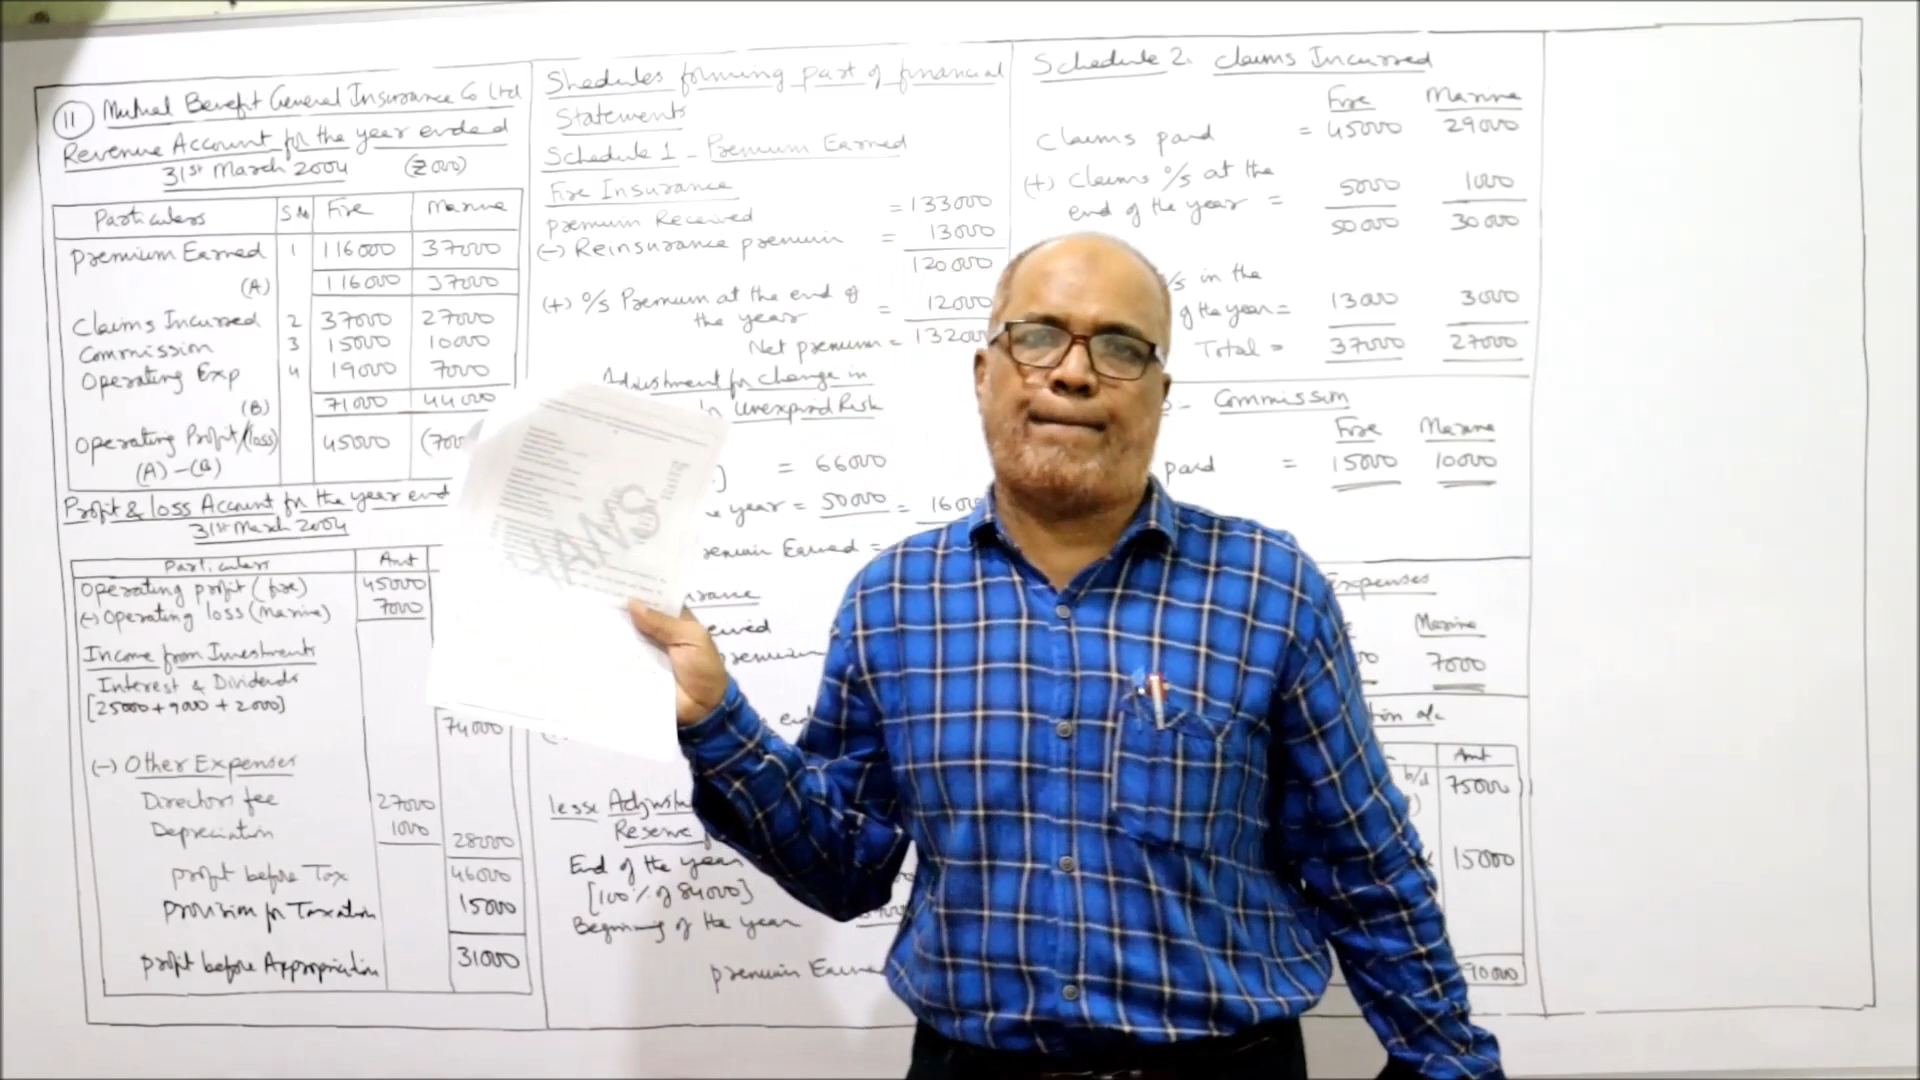 11 Mutual Benefit General Insurance Co Ltd
Revenue Account for the year ended
31st March 2004 (₹000)
Particulars S No Fire Marine
Premium Earned 1 116000 37000
(A) 116000 37000
Claims Incurred 2 37000 27000
Commission 3 15000 10000
Operating Exp 4 19000 7000
(B) 71000 44000
Operating Profit/(loss) 45000
(A) - (B)
Profit & loss Account for the year end
31st March 2004
Particulars Amt
Operating profit (fire) 45000
(-) Operating loss (Marine) 7000
Income from Investments
Interest & Dividends
[25000 + 9000 + 2000]
74000
(-) Other Expenses
Directors fee 27000
Depreciation 1000 28000
profit before Tax 46000
provision for Taxation 15000
profit before Appropriation 31000
Shedules forming part of financial
Statements
Schedule 1 - Premium Earned
Fire Insurance
premium Received = 133000
(-) Reinsurance premium = 13000
120000
(+) O/s Premium at the end of
the year = 12000
Net premium = 132000
Adjustment for change in
Unexpired Risk
= 66000
year = 50000 = 160
Earned =
less Adjustm
Reserve
End of the year
[100% of 84000]
Beginning of the year
premium Earned
Schedule 2. Claims Incurred
Fire Marine
Claims paid = 45000 29000
(+) Claims o/s at the
end of the year = 5000 1000
50000 30000
/s in the
g of the year = 13000 3000
Total = 37000 27000
- Commission
Fire Marine
paid = 15000 10000
Expenses
Marine
7000
tion a/c
Amt
b/d 75000
15000
90000